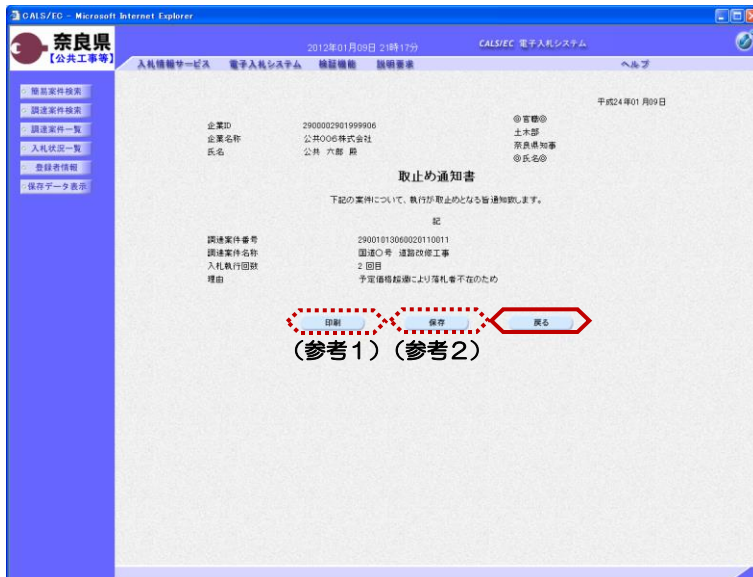 CALS/EC - Microsoft Internet Explorer
奈良県
【公共工事等】
2012年01月09日 21時17分
CALS/EC 電子入札システム
入札情報サービス 電子入札システム 検証機能 説明要求 ヘルプ
簡易案件検索
調達案件検索
調達案件一覧
入札状況一覧
登録者情報
保存データ表示
平成24年01月09日
企業ID 2900002901999906
企業名称 公共006株式会社
氏名 公共 六郎 殿
◎官職◎
土木部
奈良県知事
◎氏名◎
取止め通知書
下記の案件について、執行が取止めとなる旨通知致します。
記
調達案件番号 29001013060020110011
調達案件名称 国道〇号 道路改修工事
入札執行回数 2 回目
理由 予定価格超過により落札者不在のため
印刷 保存 戻る
(参考1) (参考2)